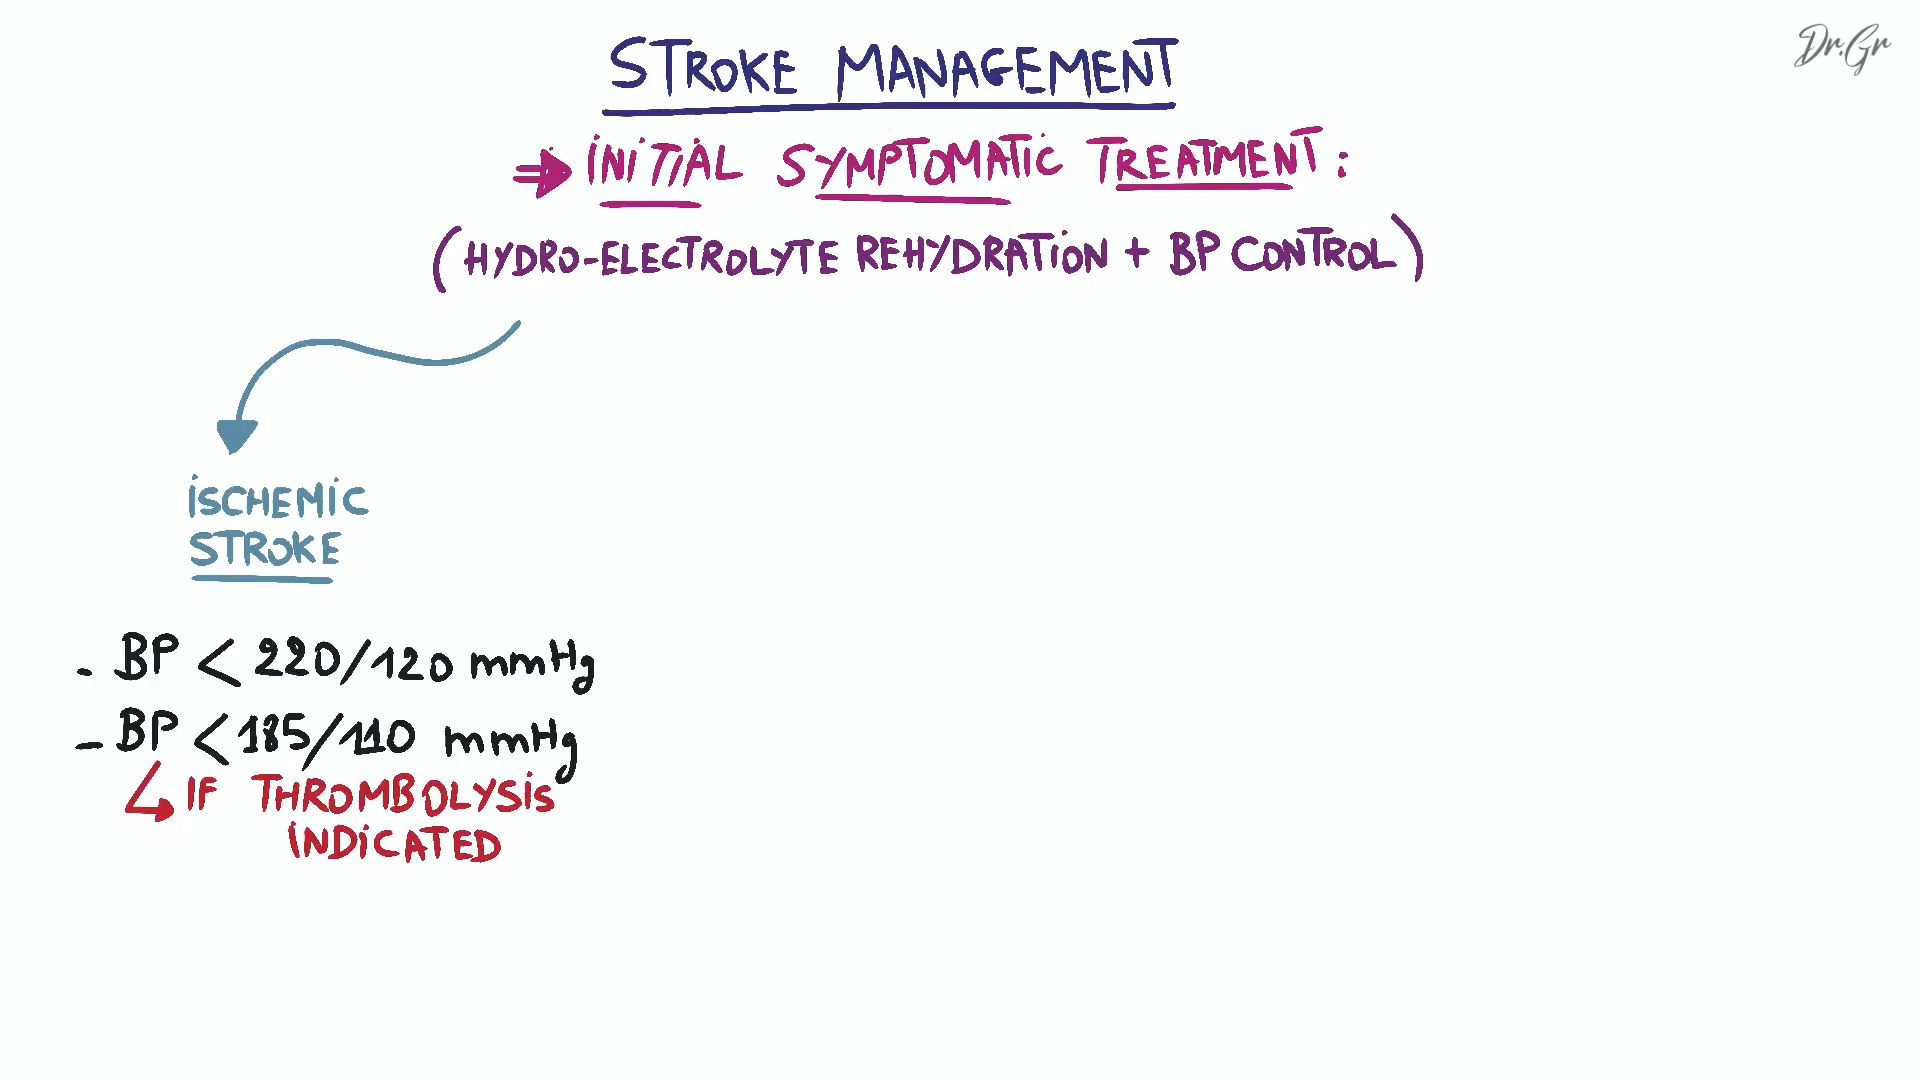 STROKE MANAGEMENT
Dr.Gr
⇒ INITIAL SYMPTOMATIC TREATMENT:
(HYDRO-ELECTROLYTE REHYDRATION + BP CONTROL)
ISCHEMIC
STROKE
- BP < 220/120 mmHg
- BP < 185/110 mmHg
↳ IF THROMBOLYSIS
INDICATED